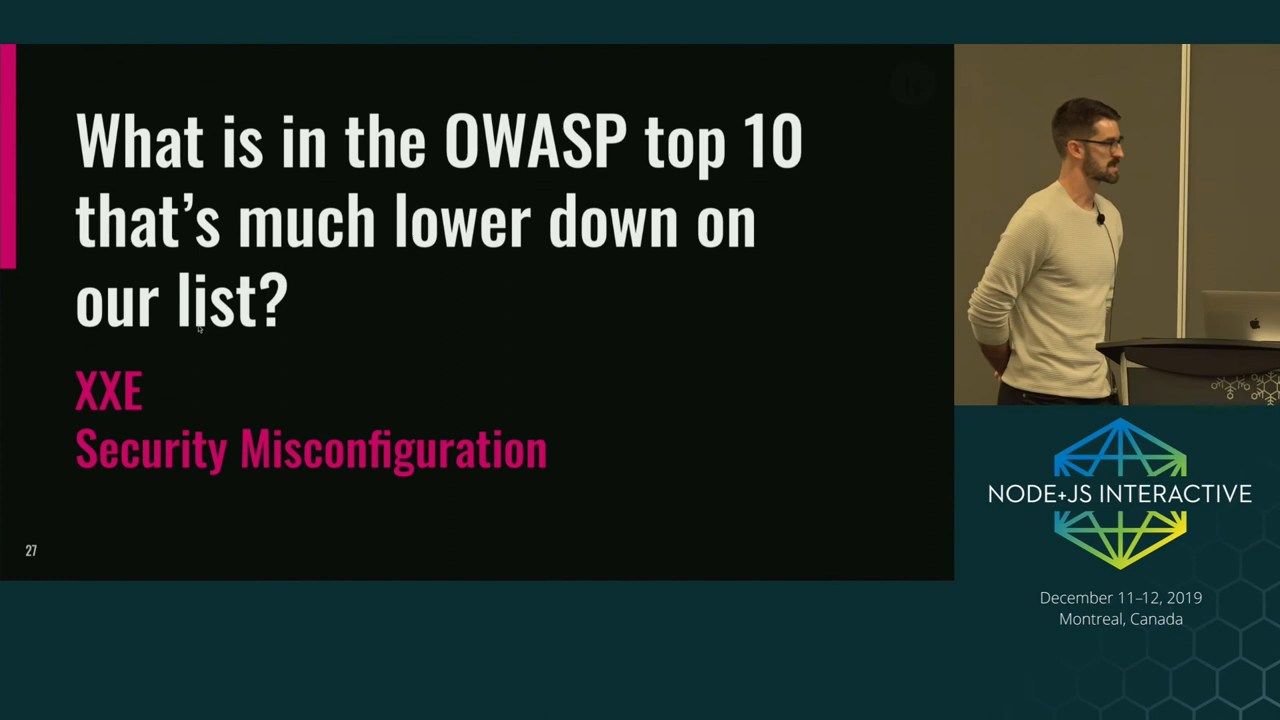 What is in the OWASP top 10
that’s much lower down on
our list?
XXE
Security Misconfiguration
27
NODE+JS INTERACTIVE
December 11–12, 2019
Montreal, Canada